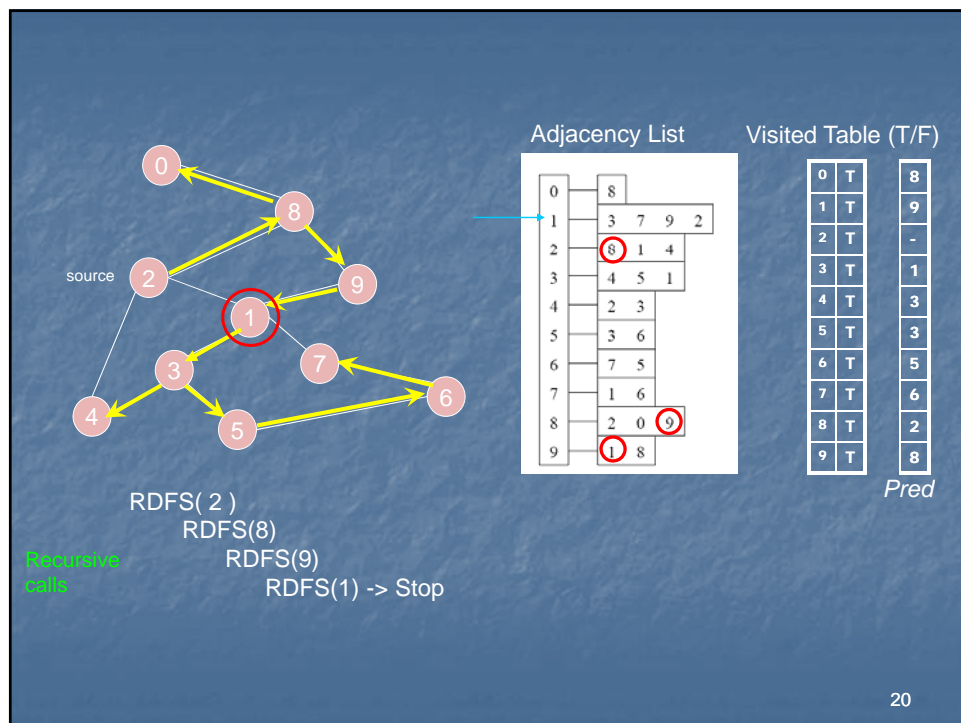 Adjacency List
Visited Table (T/F)
0
8
source
2
9
1
7
3
6
4
5
0 8
1 3 7 9 2
2 8 1 4
3 4 5 1
4 2 3
5 3 6
6 7 5
7 1 6
8 2 0 9
9 1 8
0 T 8
1 T 9
2 T -
3 T 1
4 T 3
5 T 3
6 T 5
7 T 6
8 T 2
9 T 8
Pred
RDFS( 2 )
RDFS(8)
RDFS(9)
RDFS(1) -> Stop
Recursive
calls
20